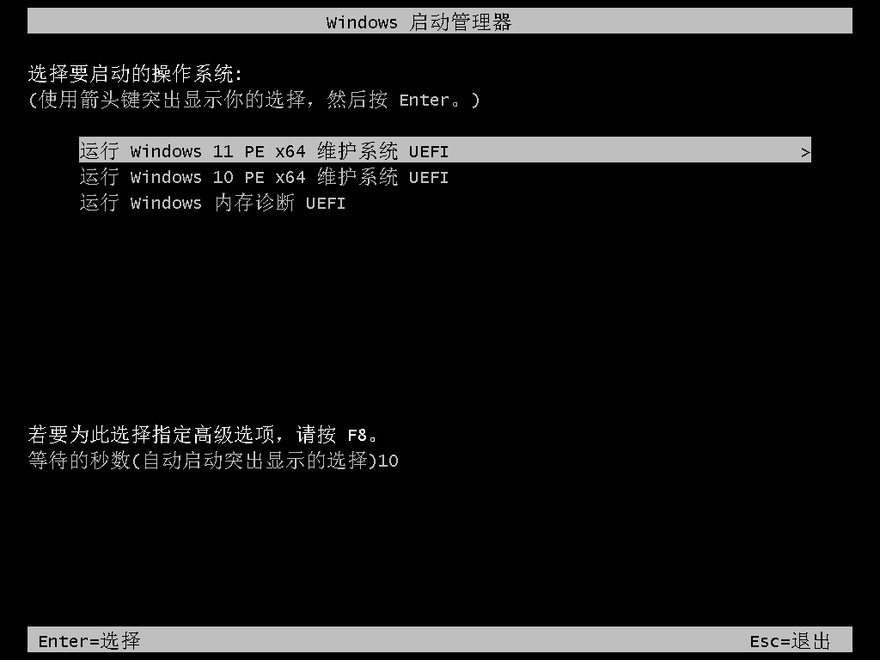 Windows 启动管理器
选择要启动的操作系统:
(使用箭头键突出显示你的选择，然后按 Enter。)
运行 Windows 11 PE x64 维护系统 UEFI >
运行 Windows 10 PE x64 维护系统 UEFI
运行 Windows 内存诊断 UEFI
若要为此选择指定高级选项，请按 F8。
等待的秒数(自动启动突出显示的选择)10
Enter=选择 Esc=退出